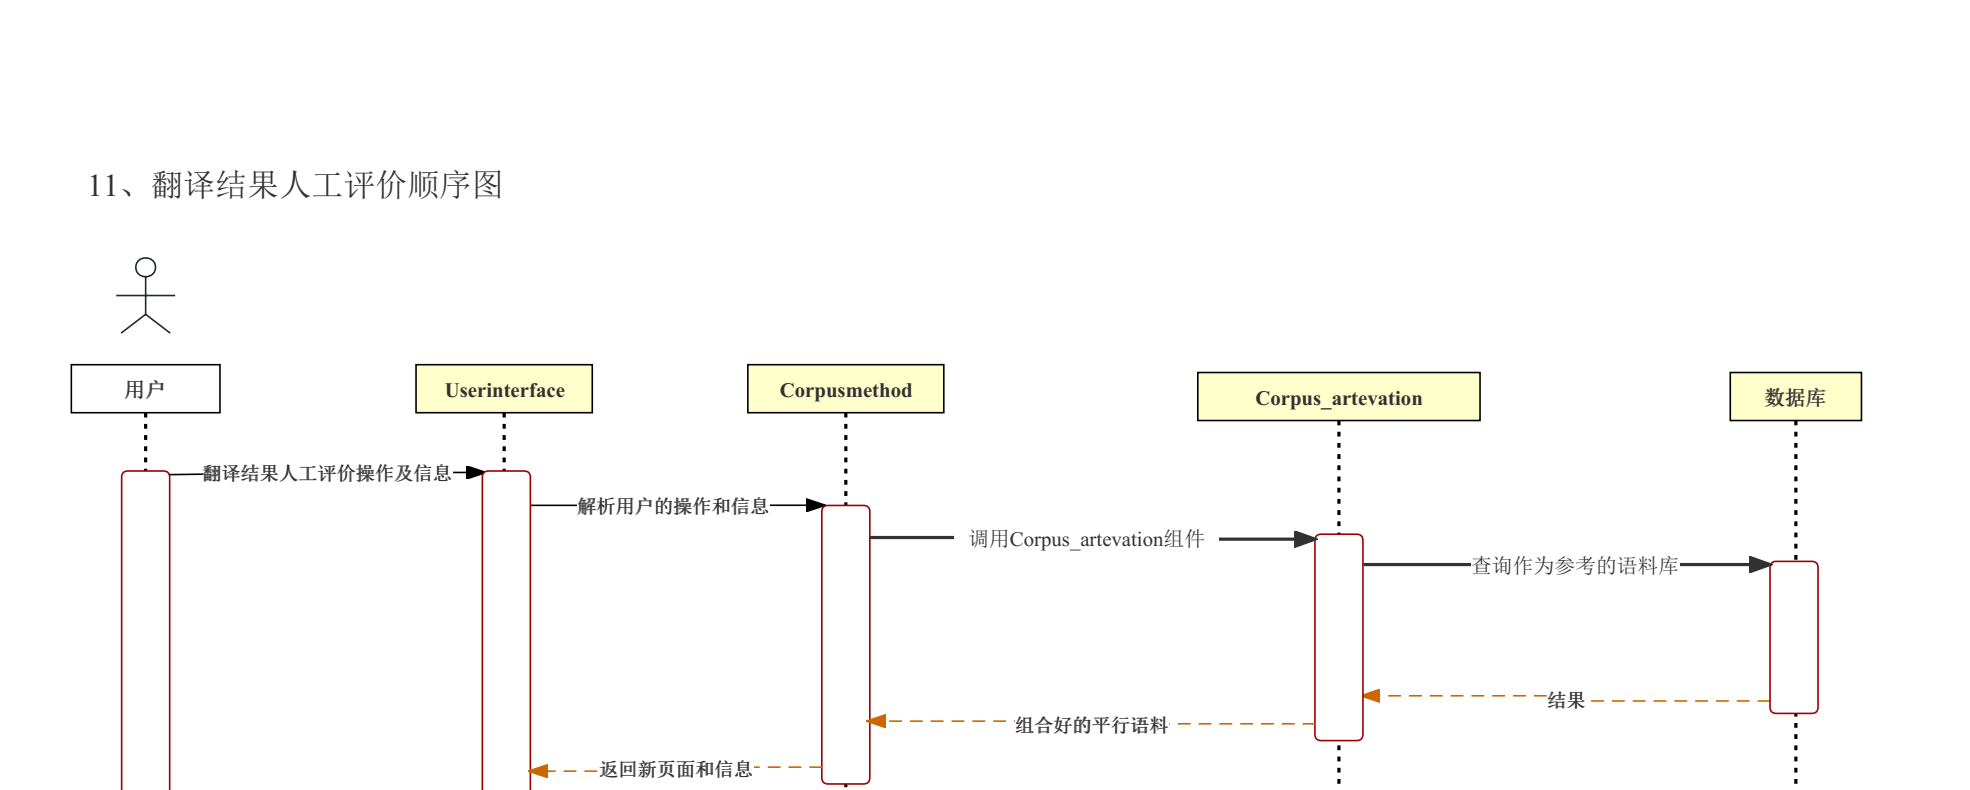 11、翻译结果人工评价顺序图
用户
Userinterface
Corpusmethod
Corpus_artevation
数据库
翻译结果人工评价操作及信息
解析用户的操作和信息
调用Corpus_artevation组件
查询作为参考的语料库
结果
组合好的平行语料
返回新页面和信息